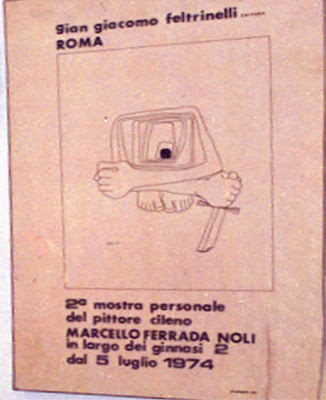 gian giacomo feltrinelli
ROMA
2ª mostra personale
del pittore cileno
MARCELLO FERRADA NOLI
in largo dei ginnasi 2
dal 5 luglio 1974